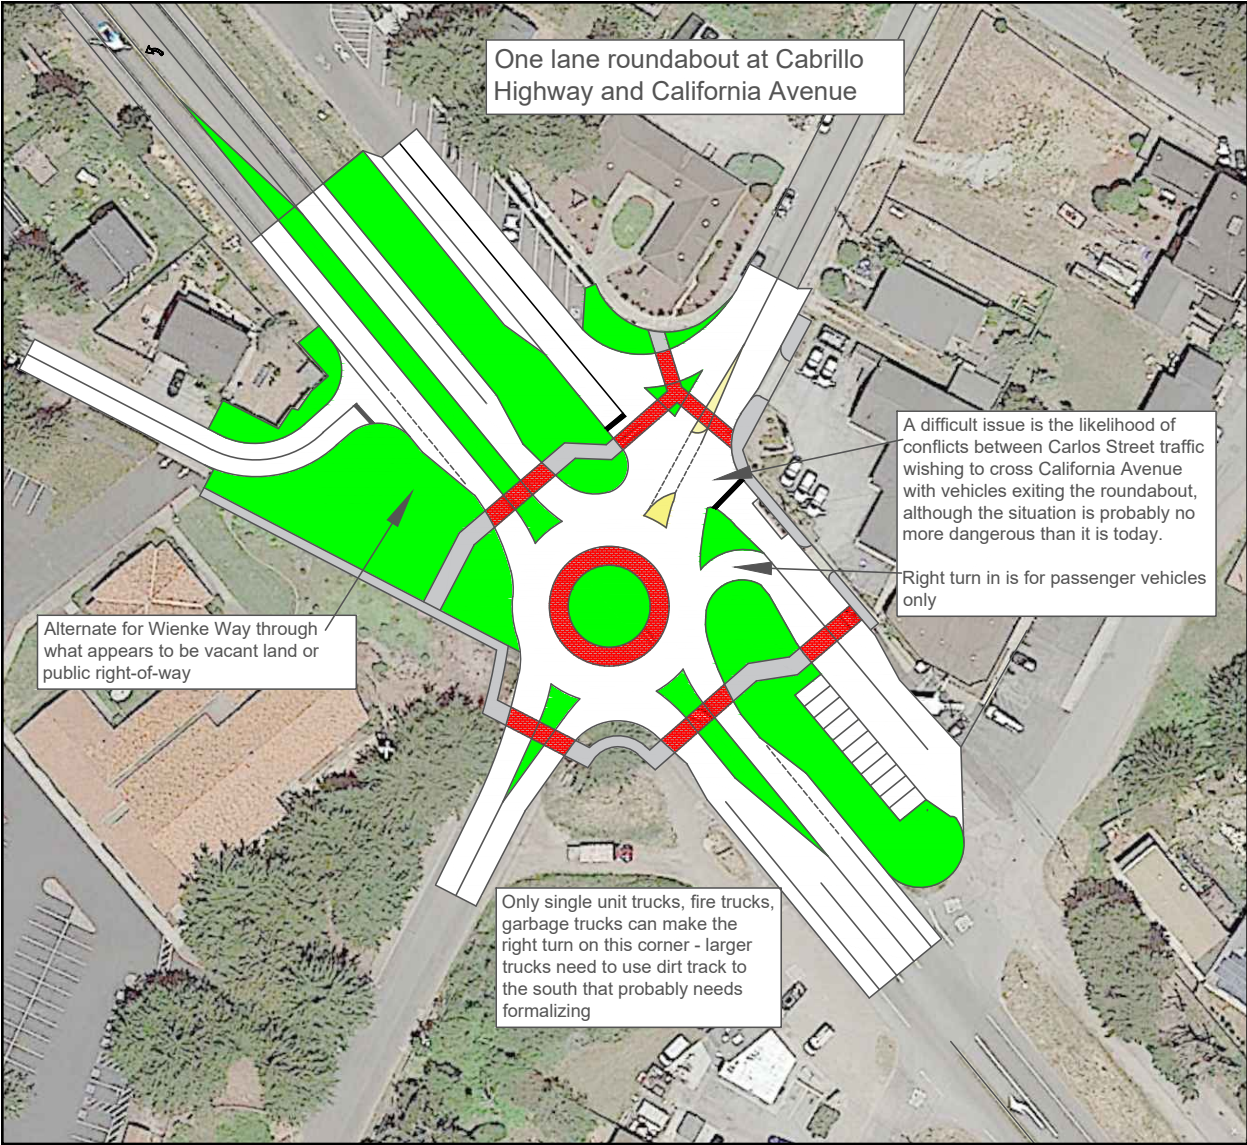 One lane roundabout at Cabrillo
Highway and California Avenue
A difficult issue is the likelihood of
conflicts between Carlos Street traffic
wishing to cross California Avenue
with vehicles exiting the roundabout,
although the situation is probably no
more dangerous than it is today.
Right turn in is for passenger vehicles
only
Alternate for Wienke Way through
what appears to be vacant land or
public right-of-way
Only single unit trucks, fire trucks,
garbage trucks can make the
right turn on this corner - larger
trucks need to use dirt track to
the south that probably needs
formalizing